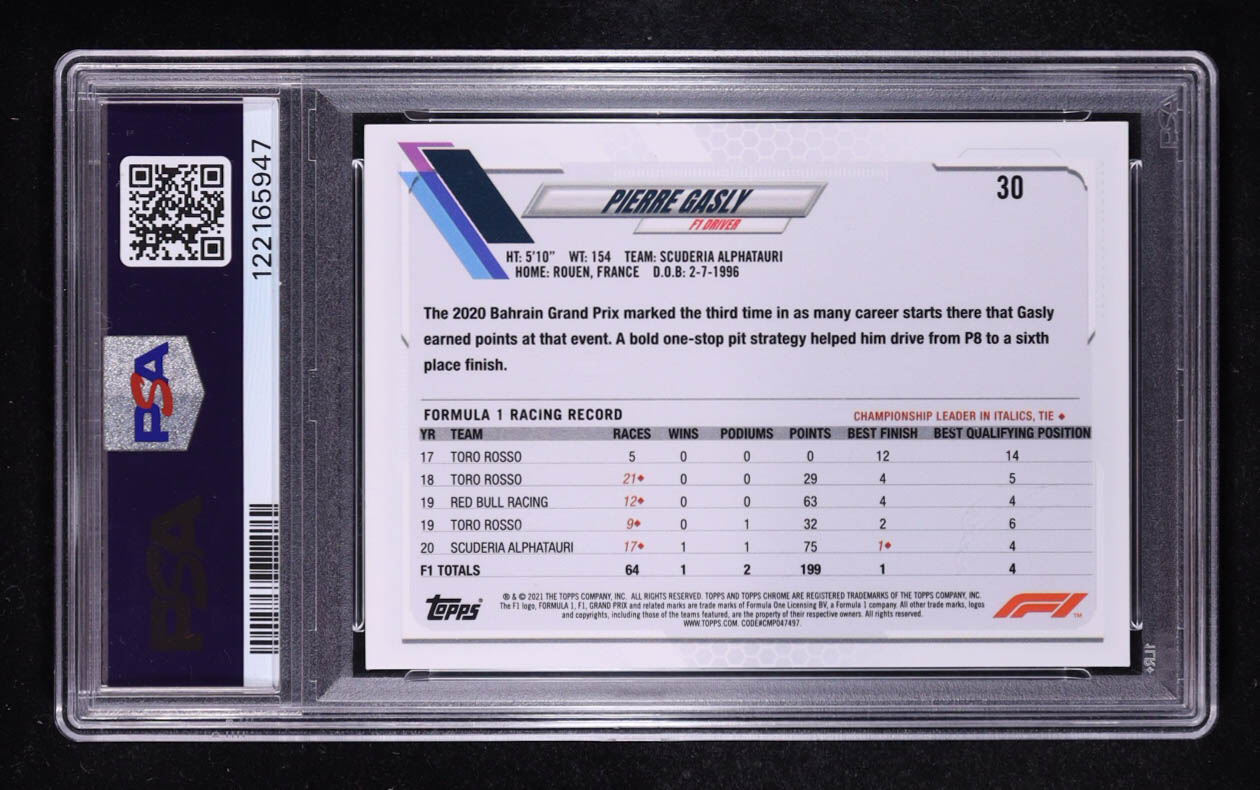 122165947
PSA
PSA
PSA
PIERRE GASLY
30
F1 DRIVER
HT: 5'10" WT: 154 TEAM: SCUDERIA ALPHATAURI
HOME: ROUEN, FRANCE D.O.B: 2-7-1996
The 2020 Bahrain Grand Prix marked the third time in as many career starts there that Gasly
earned points at that event. A bold one-stop pit strategy helped him drive from P8 to a sixth
place finish.
FORMULA 1 RACING RECORD CHAMPIONSHIP LEADER IN ITALICS, TIE ♦
YR TEAM RACES WINS PODIUMS POINTS BEST FINISH BEST QUALIFYING POSITION
17 TORO ROSSO 5 0 0 0 12 14
18 TORO ROSSO 21♦ 0 0 29 4 5
19 RED BULL RACING 12♦ 0 0 63 4 4
19 TORO ROSSO 9♦ 0 1 32 2 6
20 SCUDERIA ALPHATAURI 17♦ 1 1 75 1♦ 4
F1 TOTALS 64 1 2 199 1 4
Topps
® & © 2021 THE TOPPS COMPANY, INC. ALL RIGHTS RESERVED. TOPPS AND TOPPS CHROME ARE REGISTERED TRADEMARKS OF THE TOPPS COMPANY, INC.
The F1 logo, FORMULA 1, F1, GRAND PRIX and related marks are trade marks of Formula One Licensing BV, a Formula 1 company. All other trade marks, logos
and copyrights, including those of the teams featured, are the property of their respective owners. All rights reserved.
WWW.TOPPS.COM. CODE#CMP047497.
F1 ™